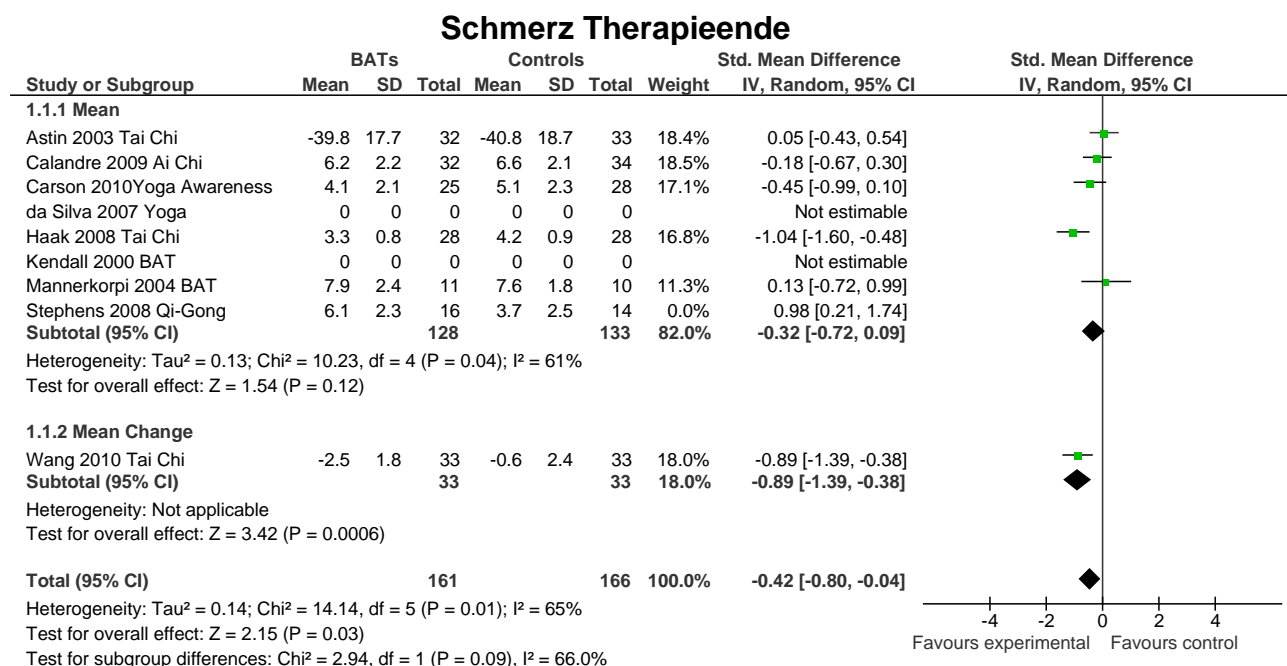 Schmerz Therapieende
BATs Controls Std. Mean Difference Std. Mean Difference
Study or Subgroup Mean SD Total Mean SD Total Weight IV, Random, 95% CI IV, Random, 95% CI
1.1.1 Mean
Astin 2003 Tai Chi -39.8 17.7 32 -40.8 18.7 33 18.4% 0.05 [-0.43, 0.54]
Calandre 2009 Ai Chi 6.2 2.2 32 6.6 2.1 34 18.5% -0.18 [-0.67, 0.30]
Carson 2010Yoga Awareness 4.1 2.1 25 5.1 2.3 28 17.1% -0.45 [-0.99, 0.10]
da Silva 2007 Yoga 0 0 0 0 0 0 Not estimable
Haak 2008 Tai Chi 3.3 0.8 28 4.2 0.9 28 16.8% -1.04 [-1.60, -0.48]
Kendall 2000 BAT 0 0 0 0 0 0 Not estimable
Mannerkorpi 2004 BAT 7.9 2.4 11 7.6 1.8 10 11.3% 0.13 [-0.72, 0.99]
Stephens 2008 Qi-Gong 6.1 2.3 16 3.7 2.5 14 0.0% 0.98 [0.21, 1.74]
Subtotal (95% CI) 128 133 82.0% -0.32 [-0.72, 0.09]
Heterogeneity: Tau² = 0.13; Chi² = 10.23, df = 4 (P = 0.04); I² = 61%
Test for overall effect: Z = 1.54 (P = 0.12)
1.1.2 Mean Change
Wang 2010 Tai Chi -2.5 1.8 33 -0.6 2.4 33 18.0% -0.89 [-1.39, -0.38]
Subtotal (95% CI) 33 33 18.0% -0.89 [-1.39, -0.38]
Heterogeneity: Not applicable
Test for overall effect: Z = 3.42 (P = 0.0006)
Total (95% CI) 161 166 100.0% -0.42 [-0.80, -0.04]
Heterogeneity: Tau² = 0.14; Chi² = 14.14, df = 5 (P = 0.01); I² = 65%
Test for overall effect: Z = 2.15 (P = 0.03)
Test for subgroup differences: Chi² = 2.94, df = 1 (P = 0.09), I² = 66.0%
-4 -2 0 2 4
Favours experimental Favours control